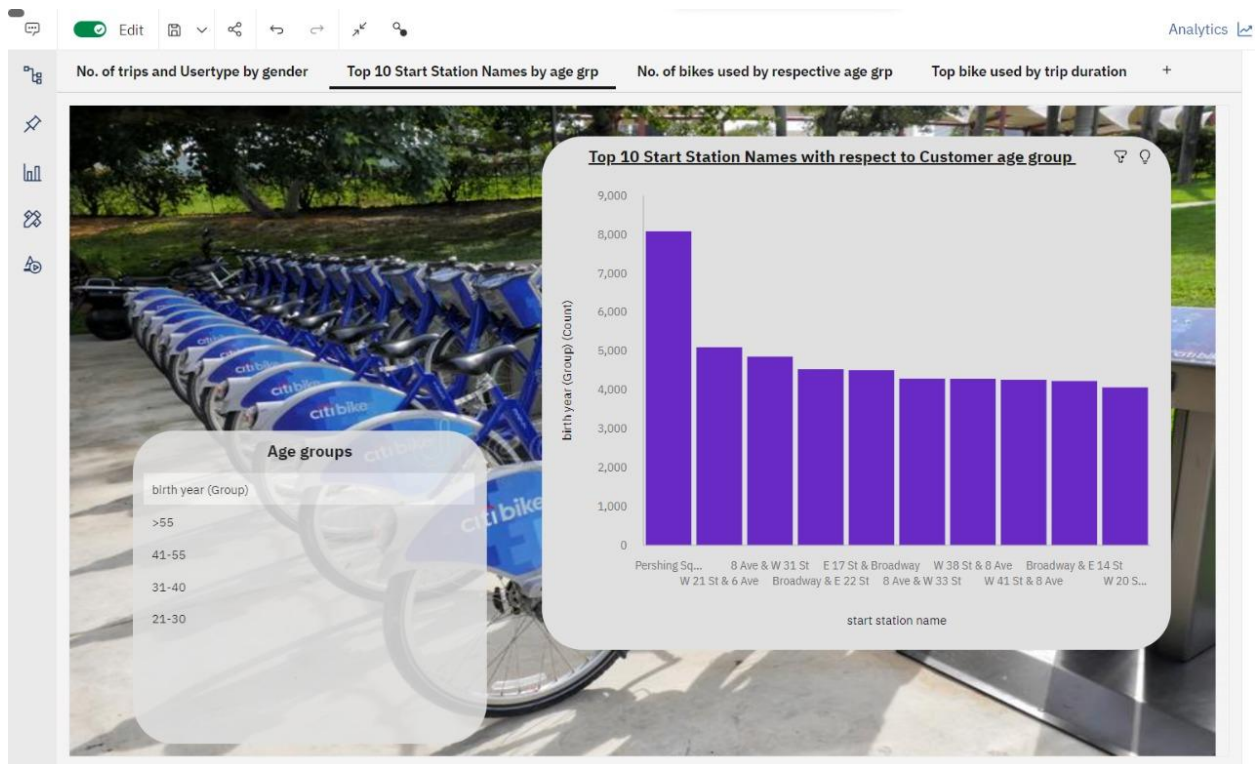 Edit
Analytics
No. of trips and Usertype by gender
Top 10 Start Station Names by age grp
No. of bikes used by respective age grp
Top bike used by trip duration
+
Top 10 Start Station Names with respect to Customer age group
9,000
8,000
7,000
6,000
5,000
4,000
3,000
2,000
1,000
0
birth year (Group) (Count)
Pershing Sq... 8 Ave & W 31 St E 17 St & Broadway W 38 St & 8 Ave Broadway & E 14 St
W 21 St & 6 Ave Broadway & E 22 St 8 Ave & W 33 St W 41 St & 8 Ave W 20 S...
start station name
Age groups
birth year (Group)
>55
41-55
31-40
21-30
citibike
citibike
citibike
citibike